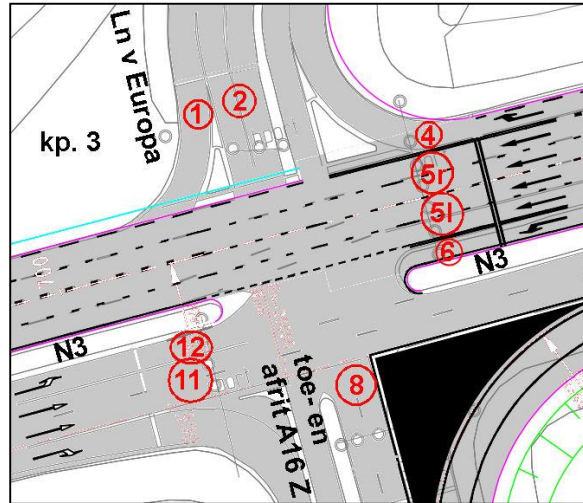 Ln v Europa
kp. 3
1
2
4
5r
5l
6
N3
N3
12
11
toe- en
afrit A16 Z
8